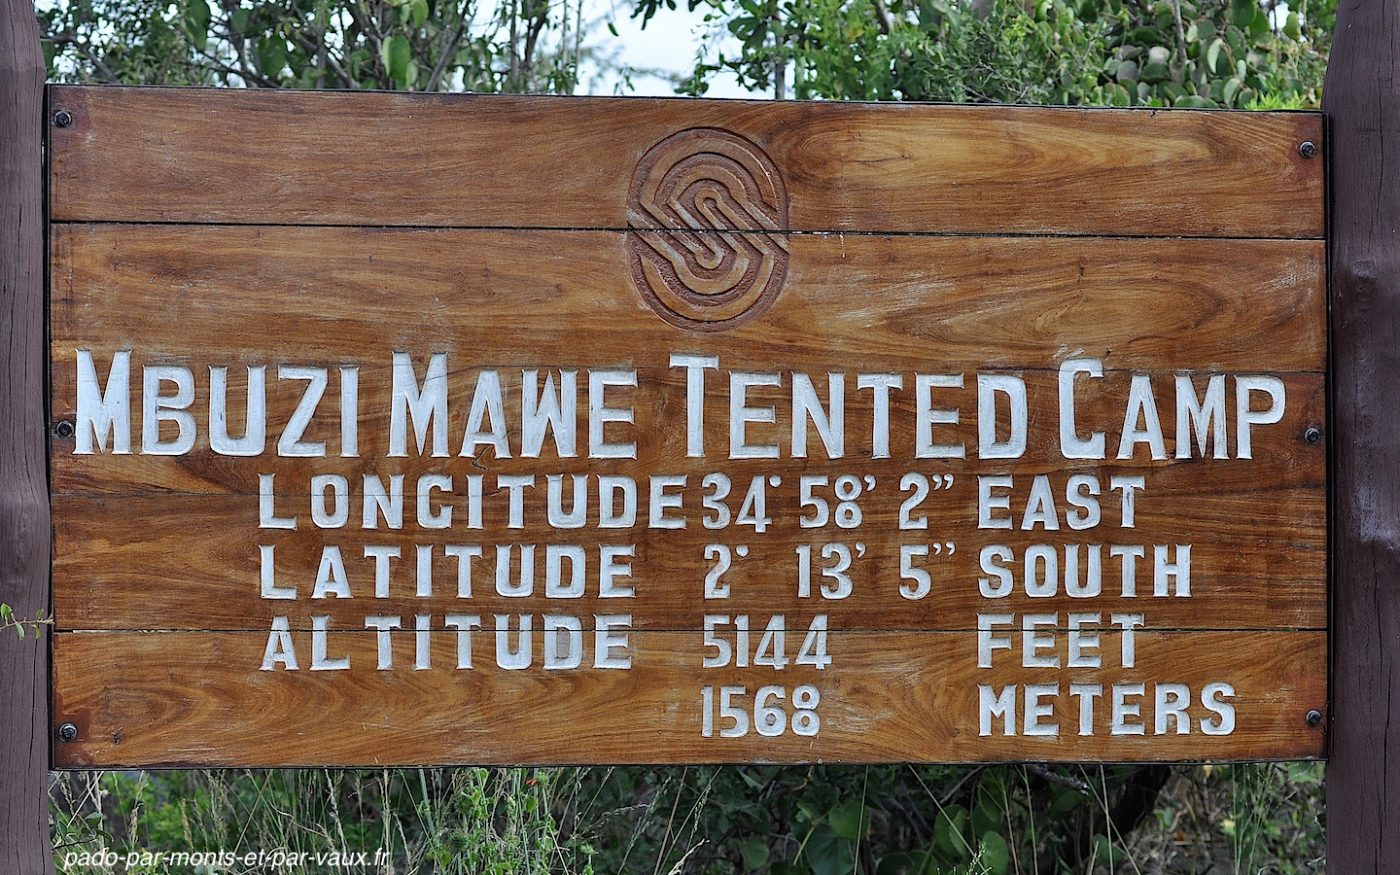 MBUZI MAWE TENTED CAMP
LONGITUDE 34° 58' 2" EAST
LATITUDE 2° 13' 5" SOUTH
ALTITUDE 5144 FEET
1568 METERS
pado-par-monts-et-par-vaux.fr